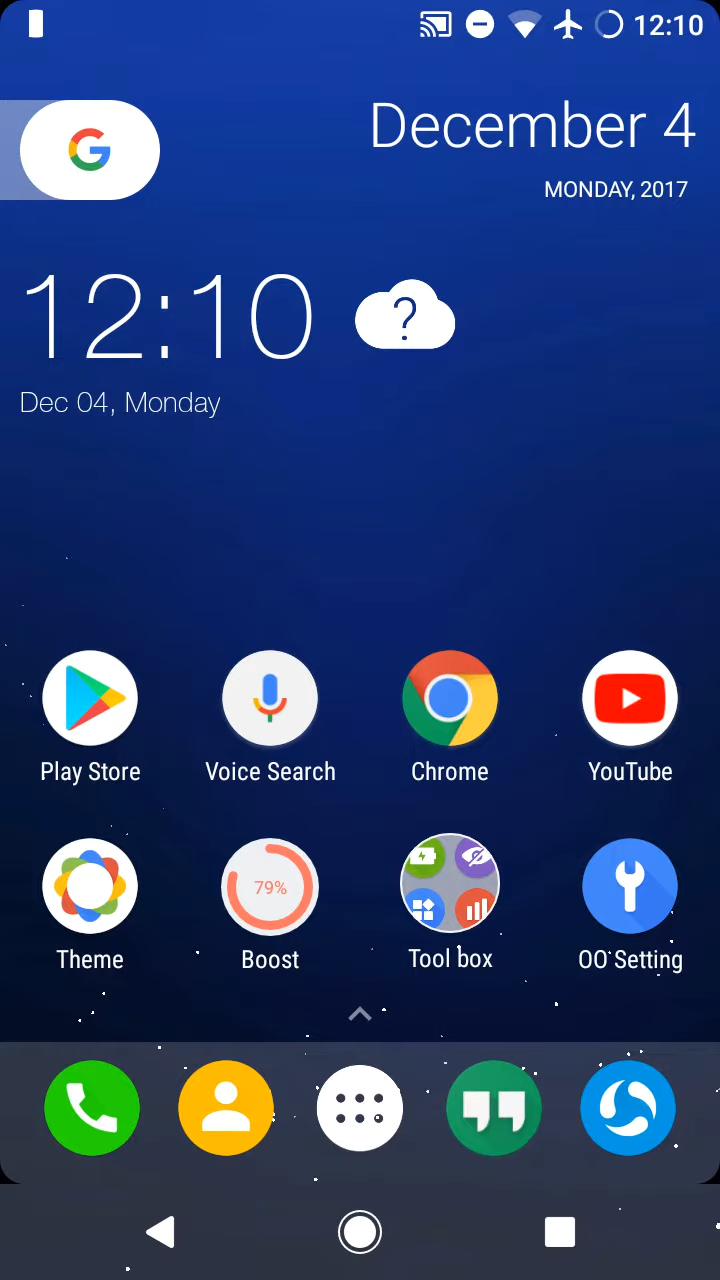 12:10
December 4
MONDAY, 2017
12:10
?
Dec 04, Monday
Play Store
Voice Search
Chrome
YouTube
79%
Theme
Boost
Tool box
OO Setting